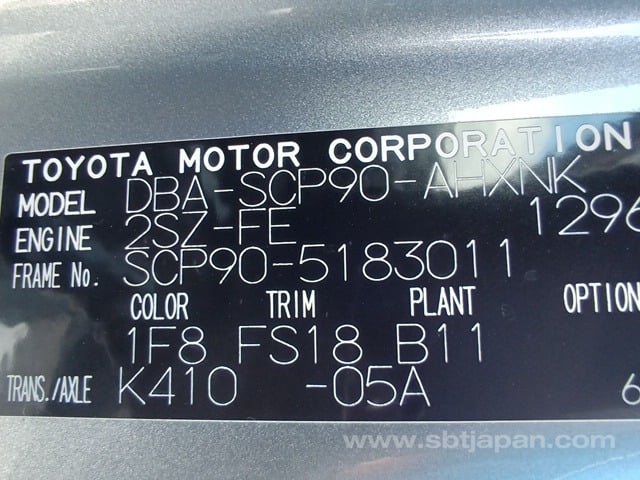 TOYOTA MOTOR CORPORATION
MODEL DBA-SCP90-AHXNK
ENGINE 2SZ-FE 1296
FRAME No. SCP90-5183011
COLOR TRIM PLANT OPTION
1F8 FS18 B11
TRANS./AXLE K410 -05A 6
www.sbtjapan.com